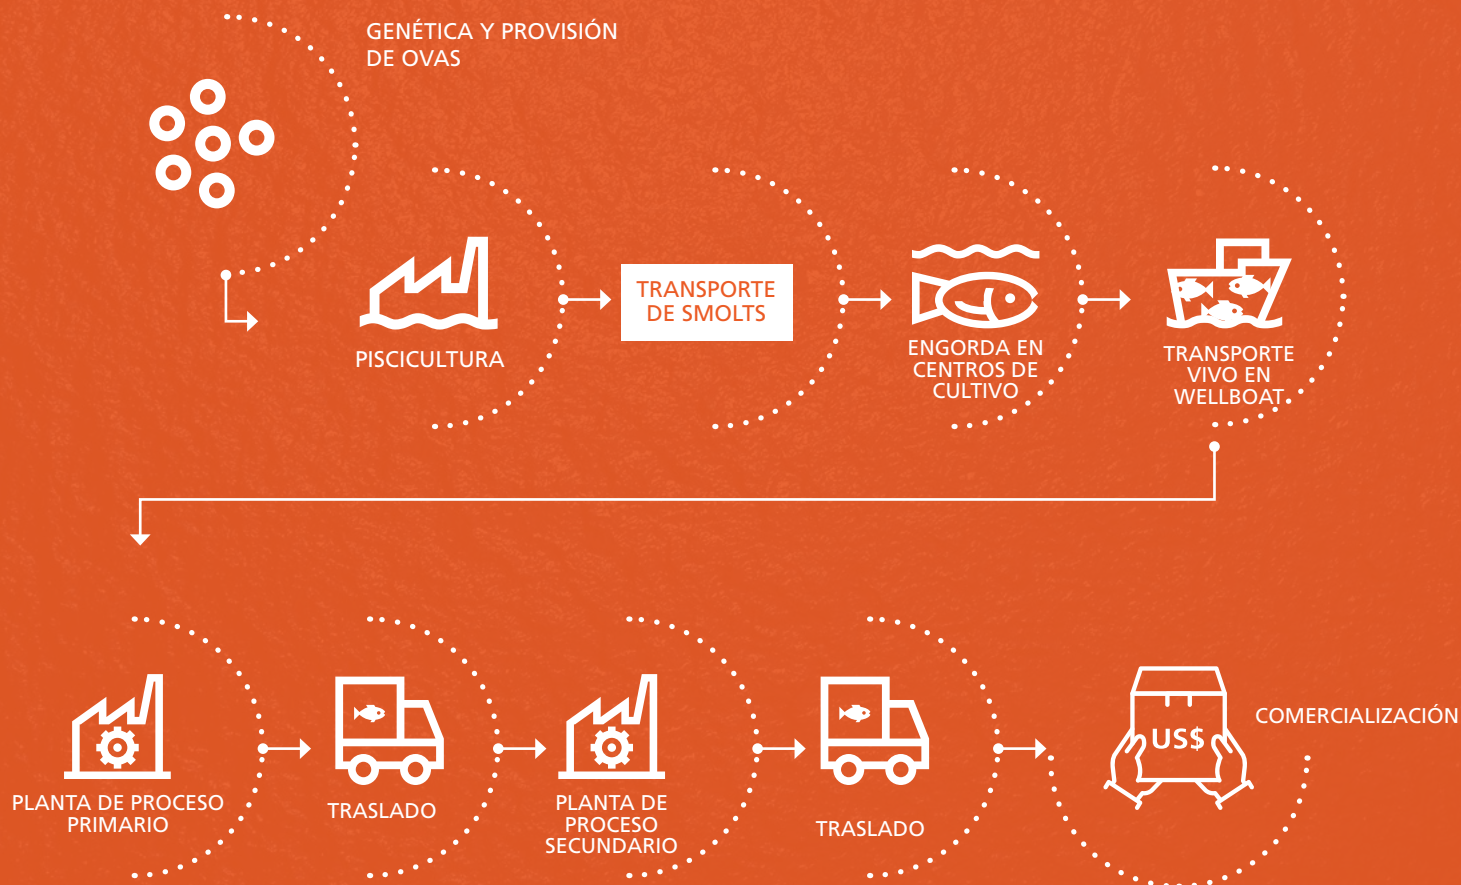 GENÉTICA Y PROVISIÓN
DE OVAS
PISCICULTURA
TRANSPORTE
DE SMOLTS
ENGORDA EN
CENTROS DE
CULTIVO
TRANSPORTE
VIVO EN
WELLBOAT
PLANTA DE PROCESO
PRIMARIO
TRASLADO
PLANTA DE
PROCESO
SECUNDARIO
TRASLADO
US$
COMERCIALIZACIÓN